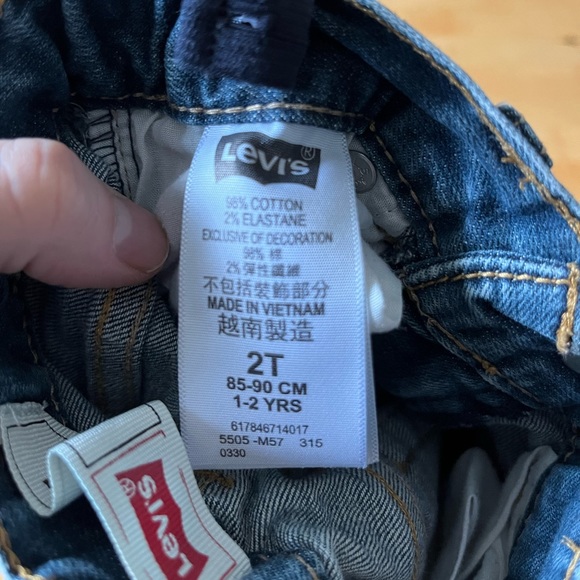 Levi's®
98% COTTON
2% ELASTANE
EXCLUSIVE OF DECORATION
98% 棉
2% 彈性纖維
不包括裝飾部分
MADE IN VIETNAM
越南製造
2T
85-90 CM
1-2 YRS
617846714017
5505 -M57 315
0330
Levi's®